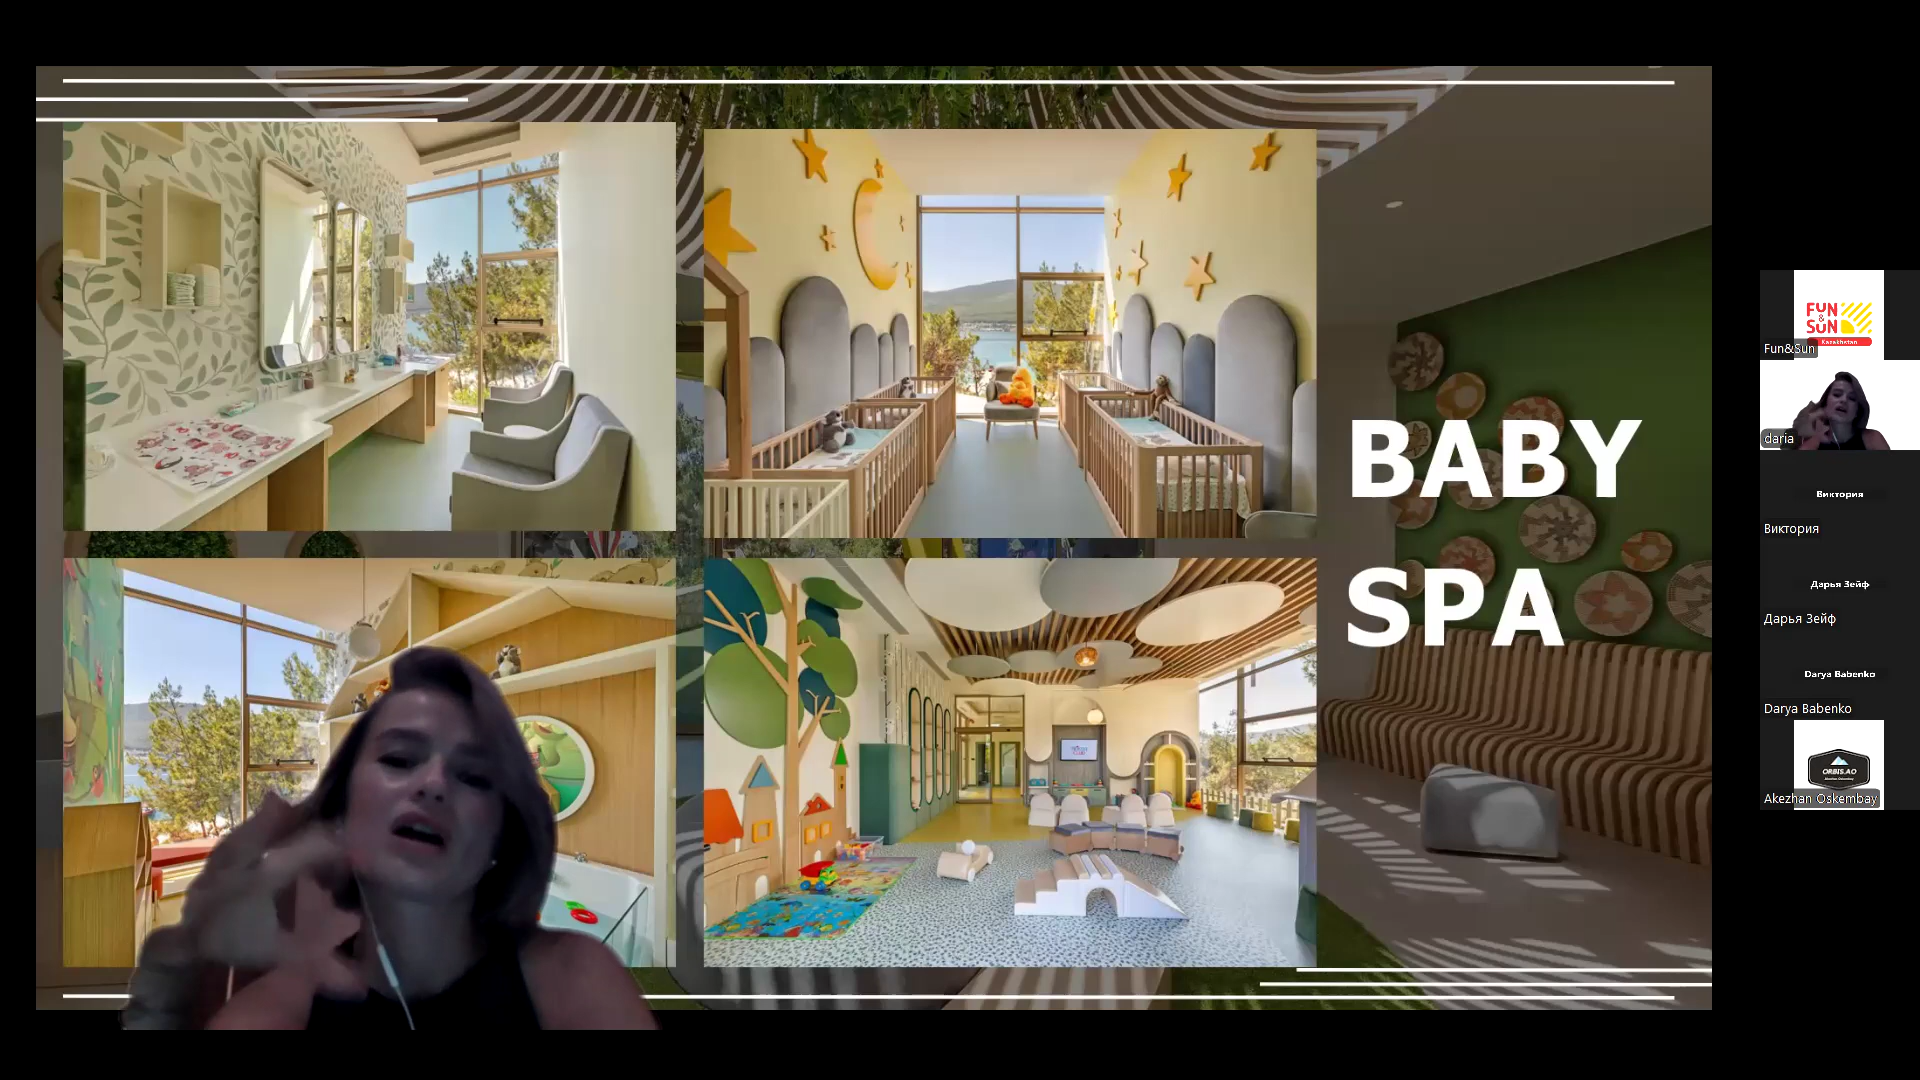 BABY
SPA
FUN
&
SUN
Kazakhstan
Fun&Sun
daria
Виктория
Виктория
Дарья Зейф
Дарья Зейф
Darya Babenko
Darya Babenko
ORBIS.AO
Akezhan Oskembay